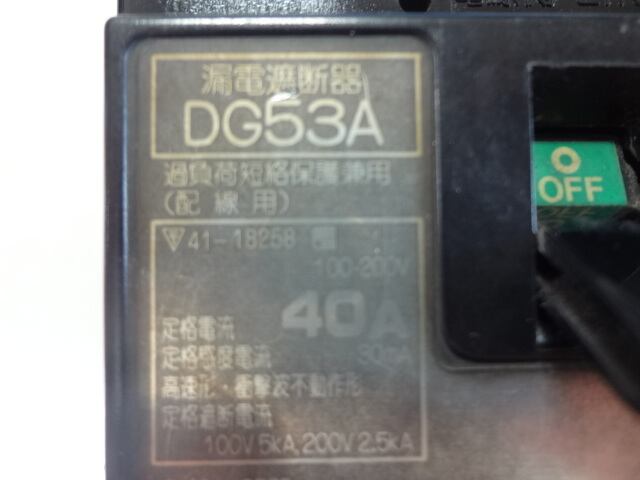 漏電遮断器
DG53A
過負荷短絡保護兼用
(配線用)
41-18258
100-200V
定格電流 40A
定格感度電流 30mA
高速形・衝撃波不動作形
定格遮断電流
100V 5kA, 200V 2.5kA
OFF